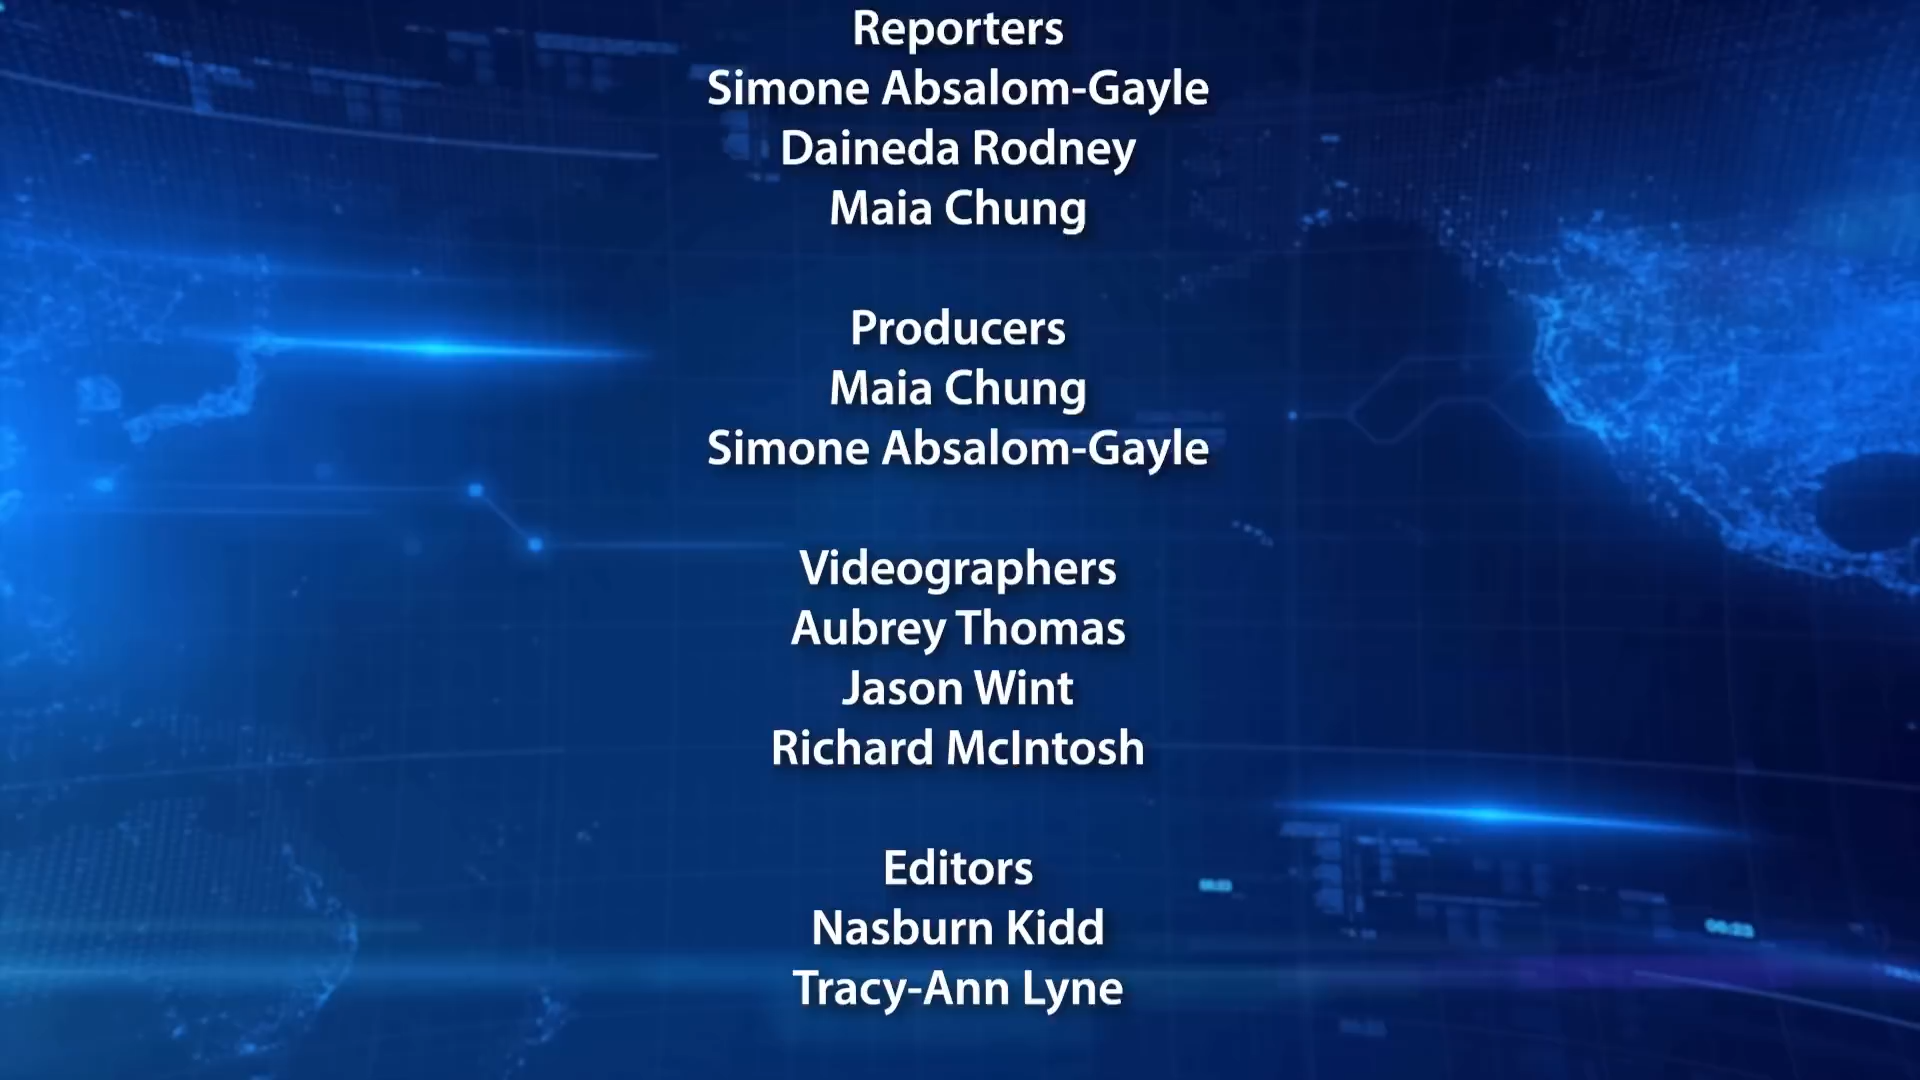 Reporters
Simone Absalom-Gayle
Daineda Rodney
Maia Chung
Producers
Maia Chung
Simone Absalom-Gayle
Videographers
Aubrey Thomas
Jason Wint
Richard McIntosh
Editors
Nasburn Kidd
Tracy-Ann Lyne